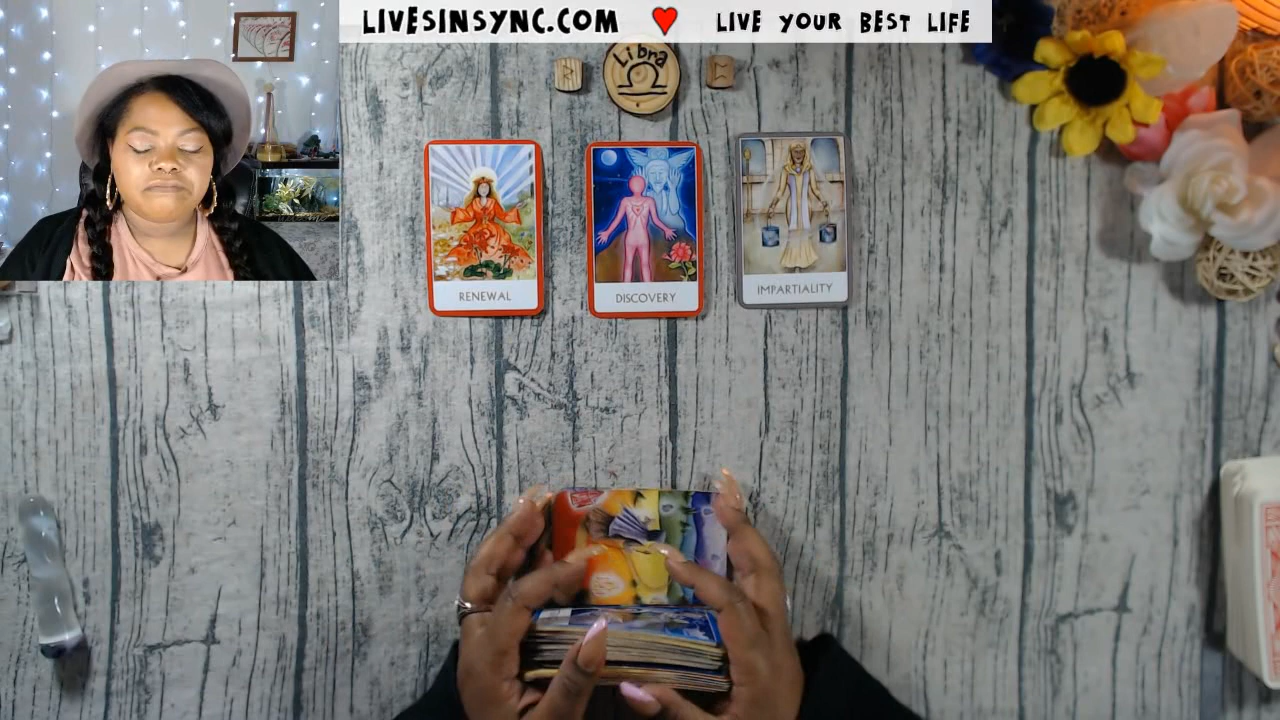 LIVESINSYNC.COM ♥ LIVE YOUR BEST LIFE
Libra
RENEWAL
DISCOVERY
IMPARTIALITY